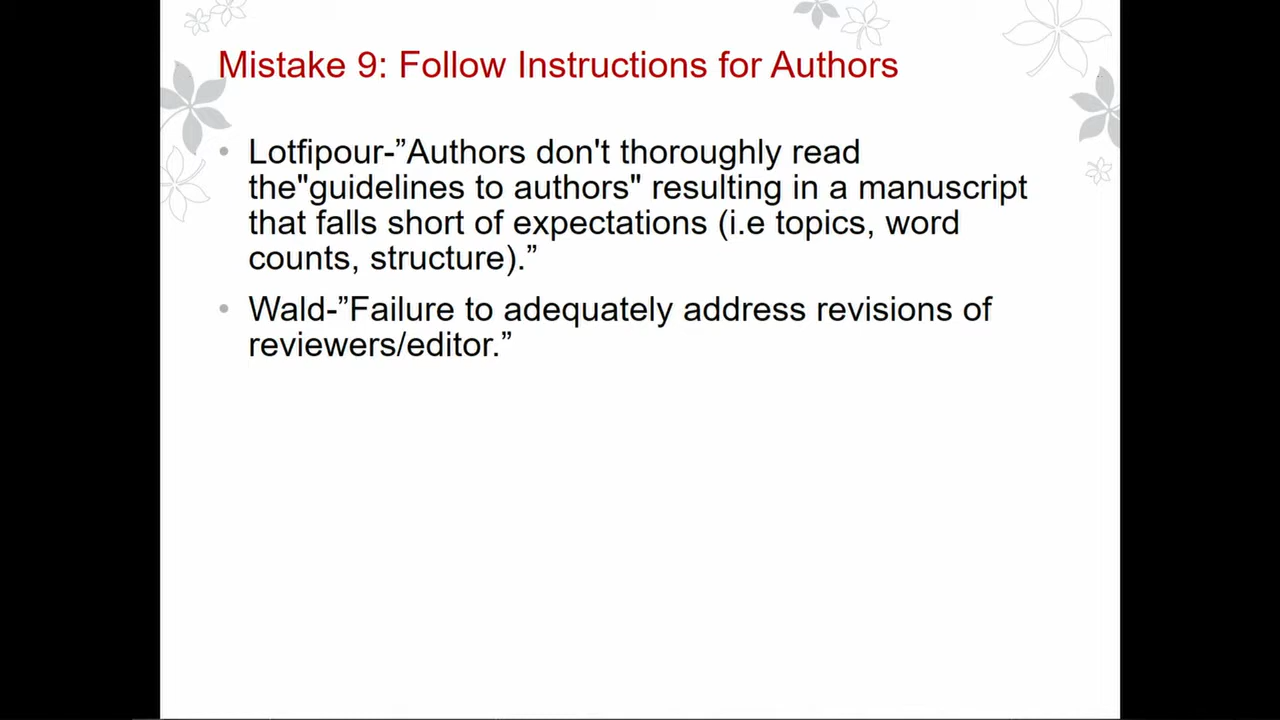 Mistake 9: Follow Instructions for Authors
• Lotfipour-”Authors don't thoroughly read
the"guidelines to authors" resulting in a manuscript
that falls short of expectations (i.e topics, word
counts, structure).”
• Wald-”Failure to adequately address revisions of
reviewers/editor.”